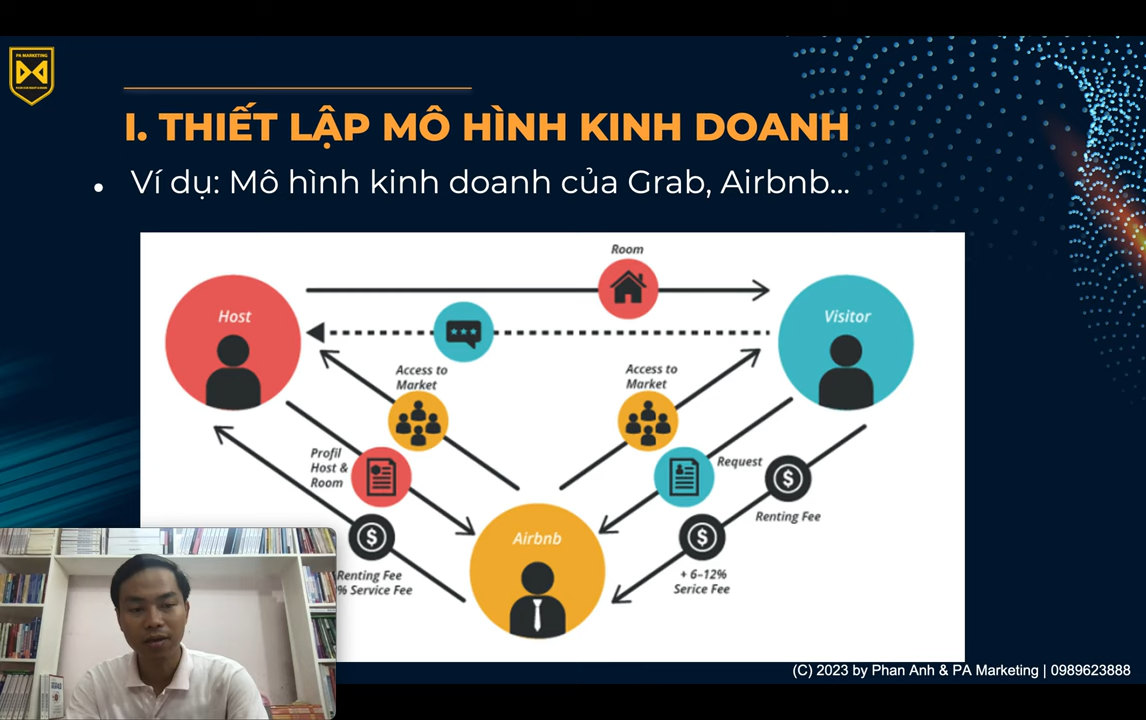 PA MARKETING
I. THIẾT LẬP MÔ HÌNH KINH DOANH
Ví dụ: Mô hình kinh doanh của Grab, Airbnb...
Room
Host
Visitor
Access to
Market
Access to
Market
Profil
Host &
Room
Request
Renting Fee
Airbnb
Renting Fee
% Service Fee
+ 6–12%
Serice Fee
(C) 2023 by Phan Anh & PA Marketing | 0989623888